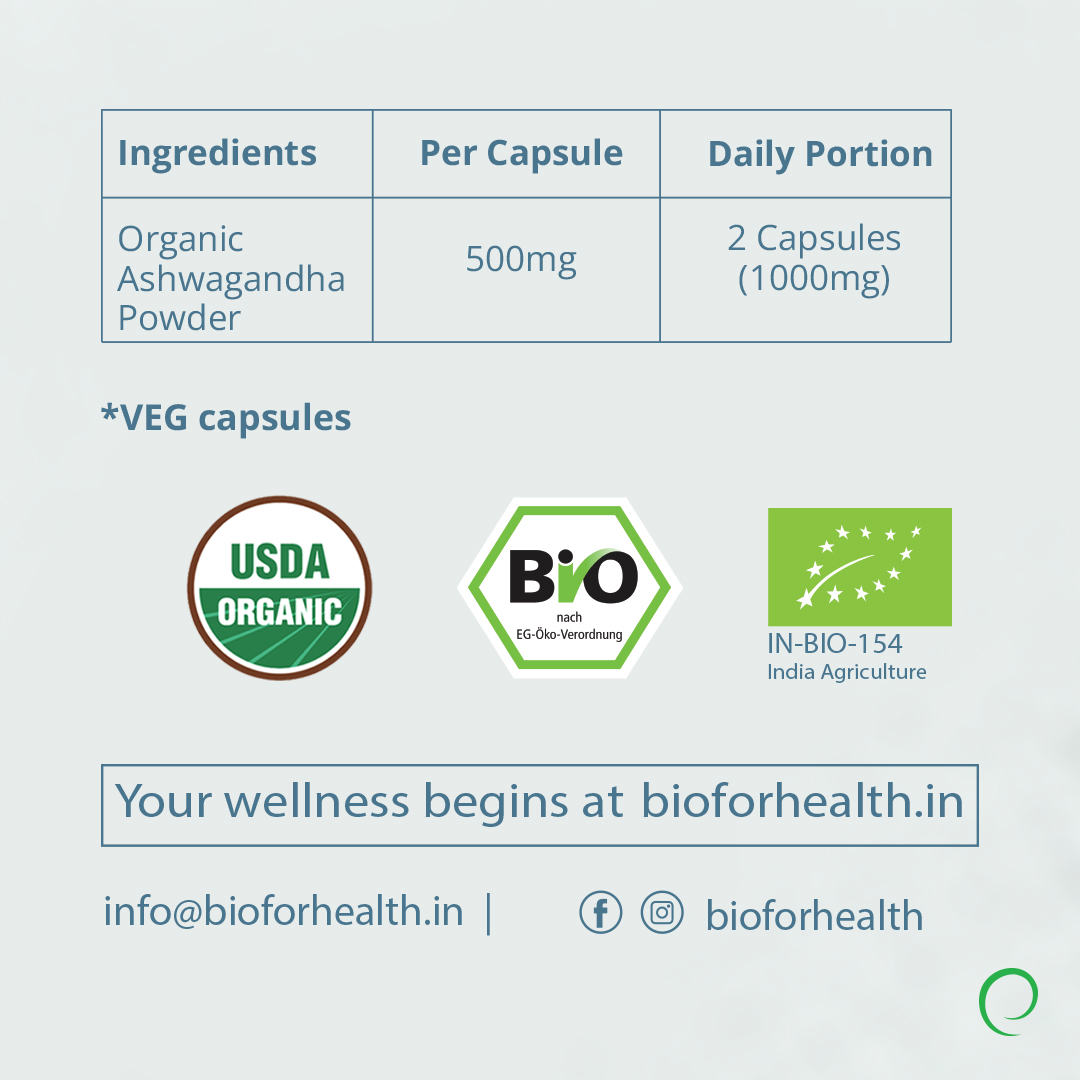 Ingredients Per Capsule Daily Portion
Organic
Ashwagandha
Powder
500mg
2 Capsules
(1000mg)
*VEG capsules
USDA
ORGANIC
BiO
nach
EG-Öko-Verordnung
IN-BIO-154
India Agriculture
Your wellness begins at bioforhealth.in
info@bioforhealth.in | bioforhealth